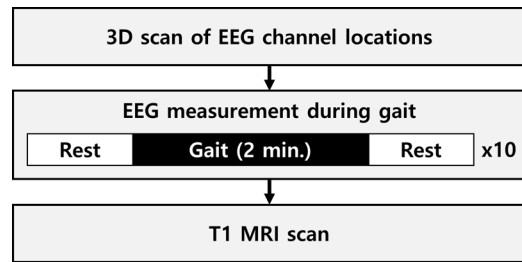 3D scan of EEG channel locations
EEG measurement during gait
Rest Gait (2 min.) Rest x10
T1 MRI scan